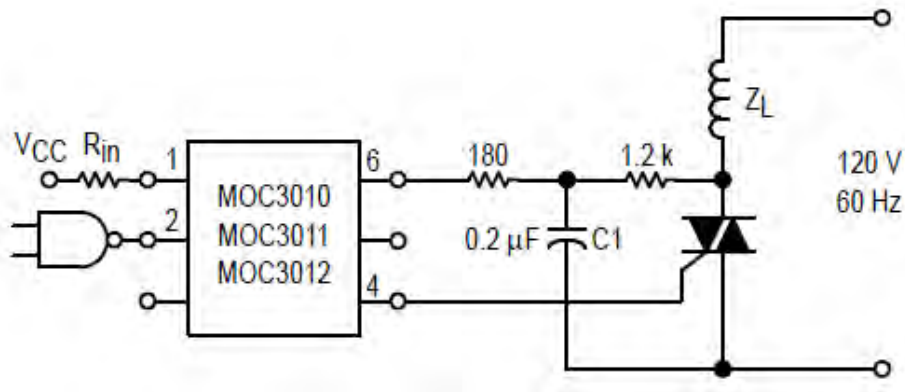 VCC Rin 1
2
MOC3010
MOC3011
MOC3012
6
4
180
1.2 k
0.2 μF C1
ZL
120 V
60 Hz